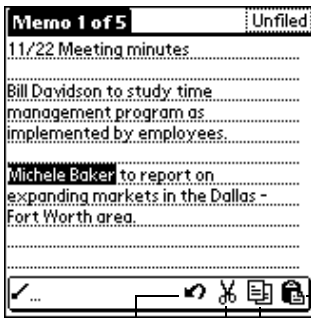 Memo 1 of 5
Unfiled
11/22 Meeting minutes
Bill Davidson to study time
management program as
implemented by employees.
Michele Baker to report on
expanding markets in the Dallas -
Fort Worth area.
...